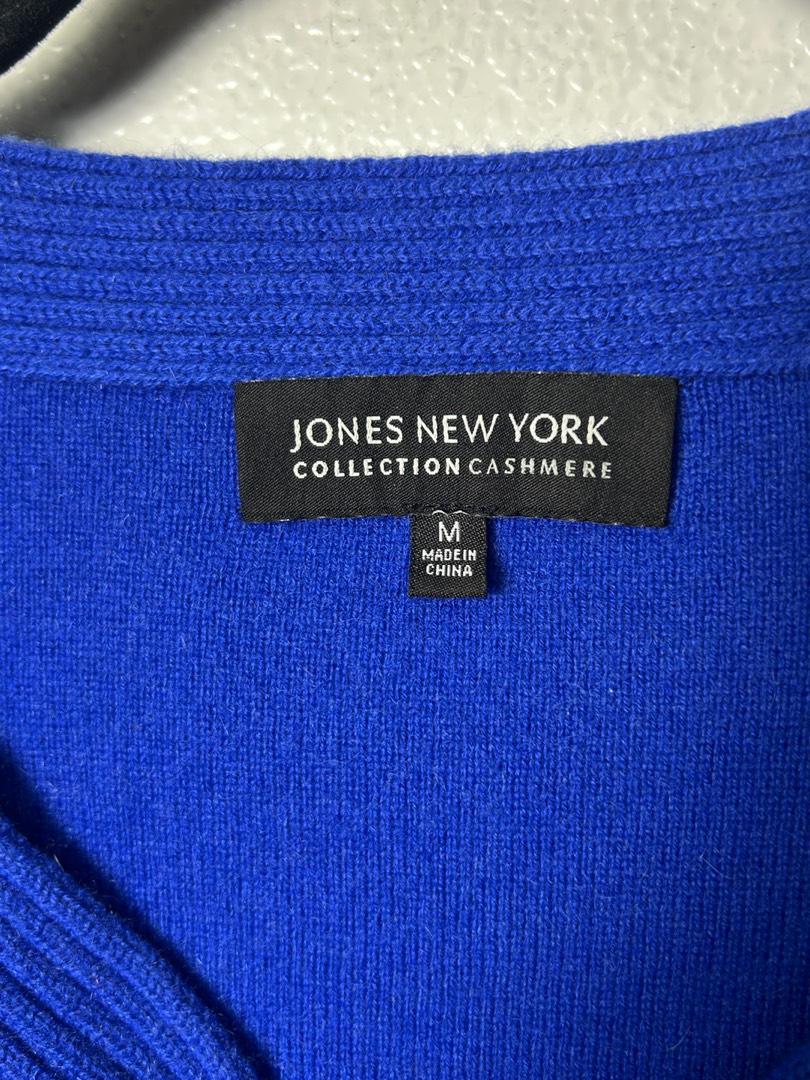 JONES NEW YORK
COLLECTION CASHMERE
M
MADE IN
CHINA